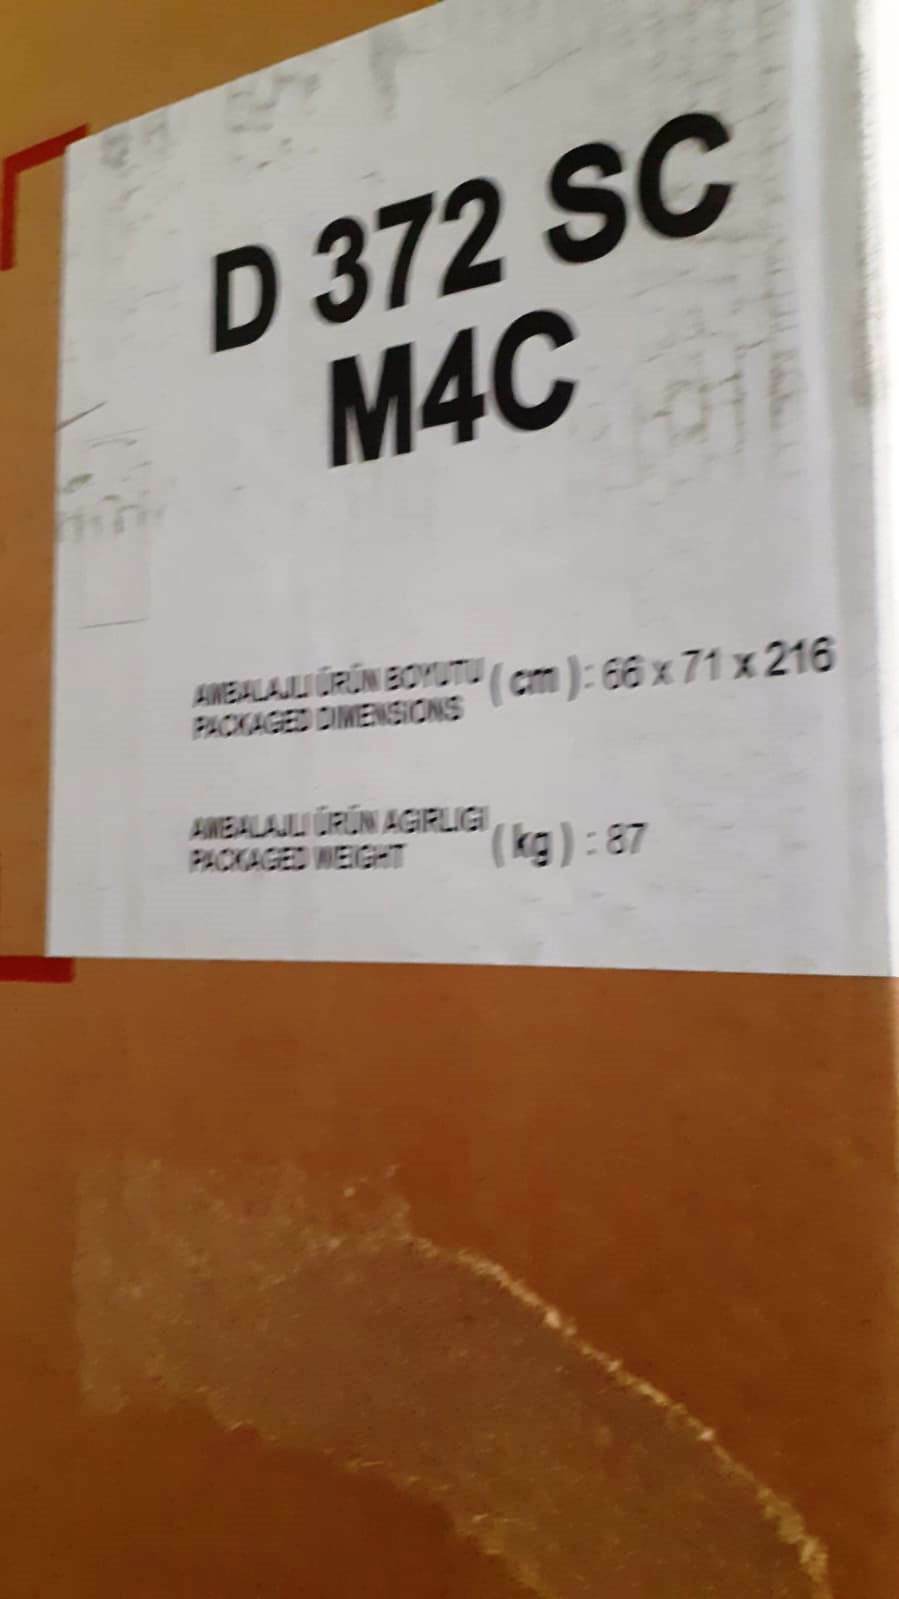 D 372 SC
M4C
AMBALAJLI ÜRÜN BOYUTU ( cm ) : 66 x 71 x 216
PACKAGED DIMENSIONS
AMBALAJLI ÜRÜN AGIRLIGI ( kg ) : 87
PACKAGED WEIGHT